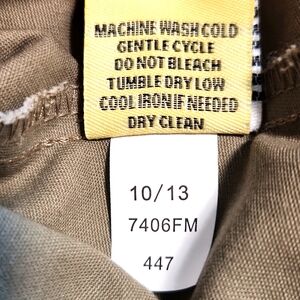 MACHINE WASH COLD
GENTLE CYCLE
DO NOT BLEACH
TUMBLE DRY LOW
COOL IRON IF NEEDED
DRY CLEAN
10/13
7406FM
447